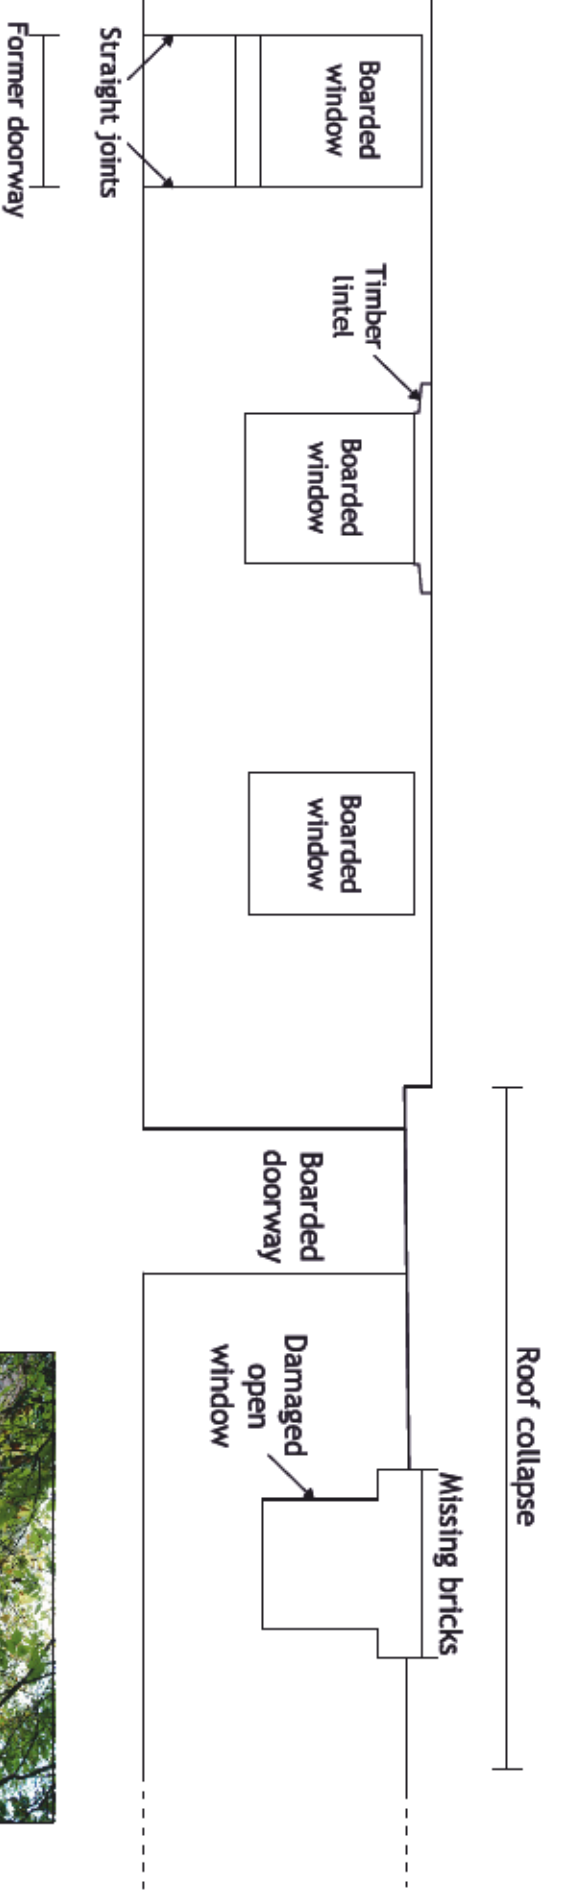 Roof collapse
Missing bricks
Boarded
window
Timber
lintel
Boarded
window
Boarded
window
Boarded
doorway
Damaged
open
window
Straight joints
Former doorway